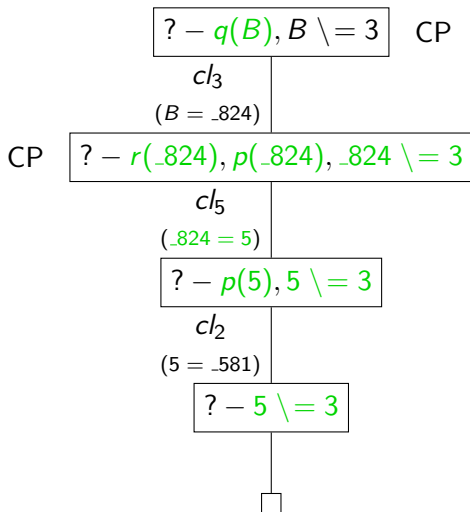 ? − q(B), B \= 3 CP
cl₃
(B = _824)
CP ? − r(_824), p(_824), _824 \= 3
cl₅
(_824 = 5)
? − p(5), 5 \= 3
cl₂
(5 = _581)
? − 5 \= 3